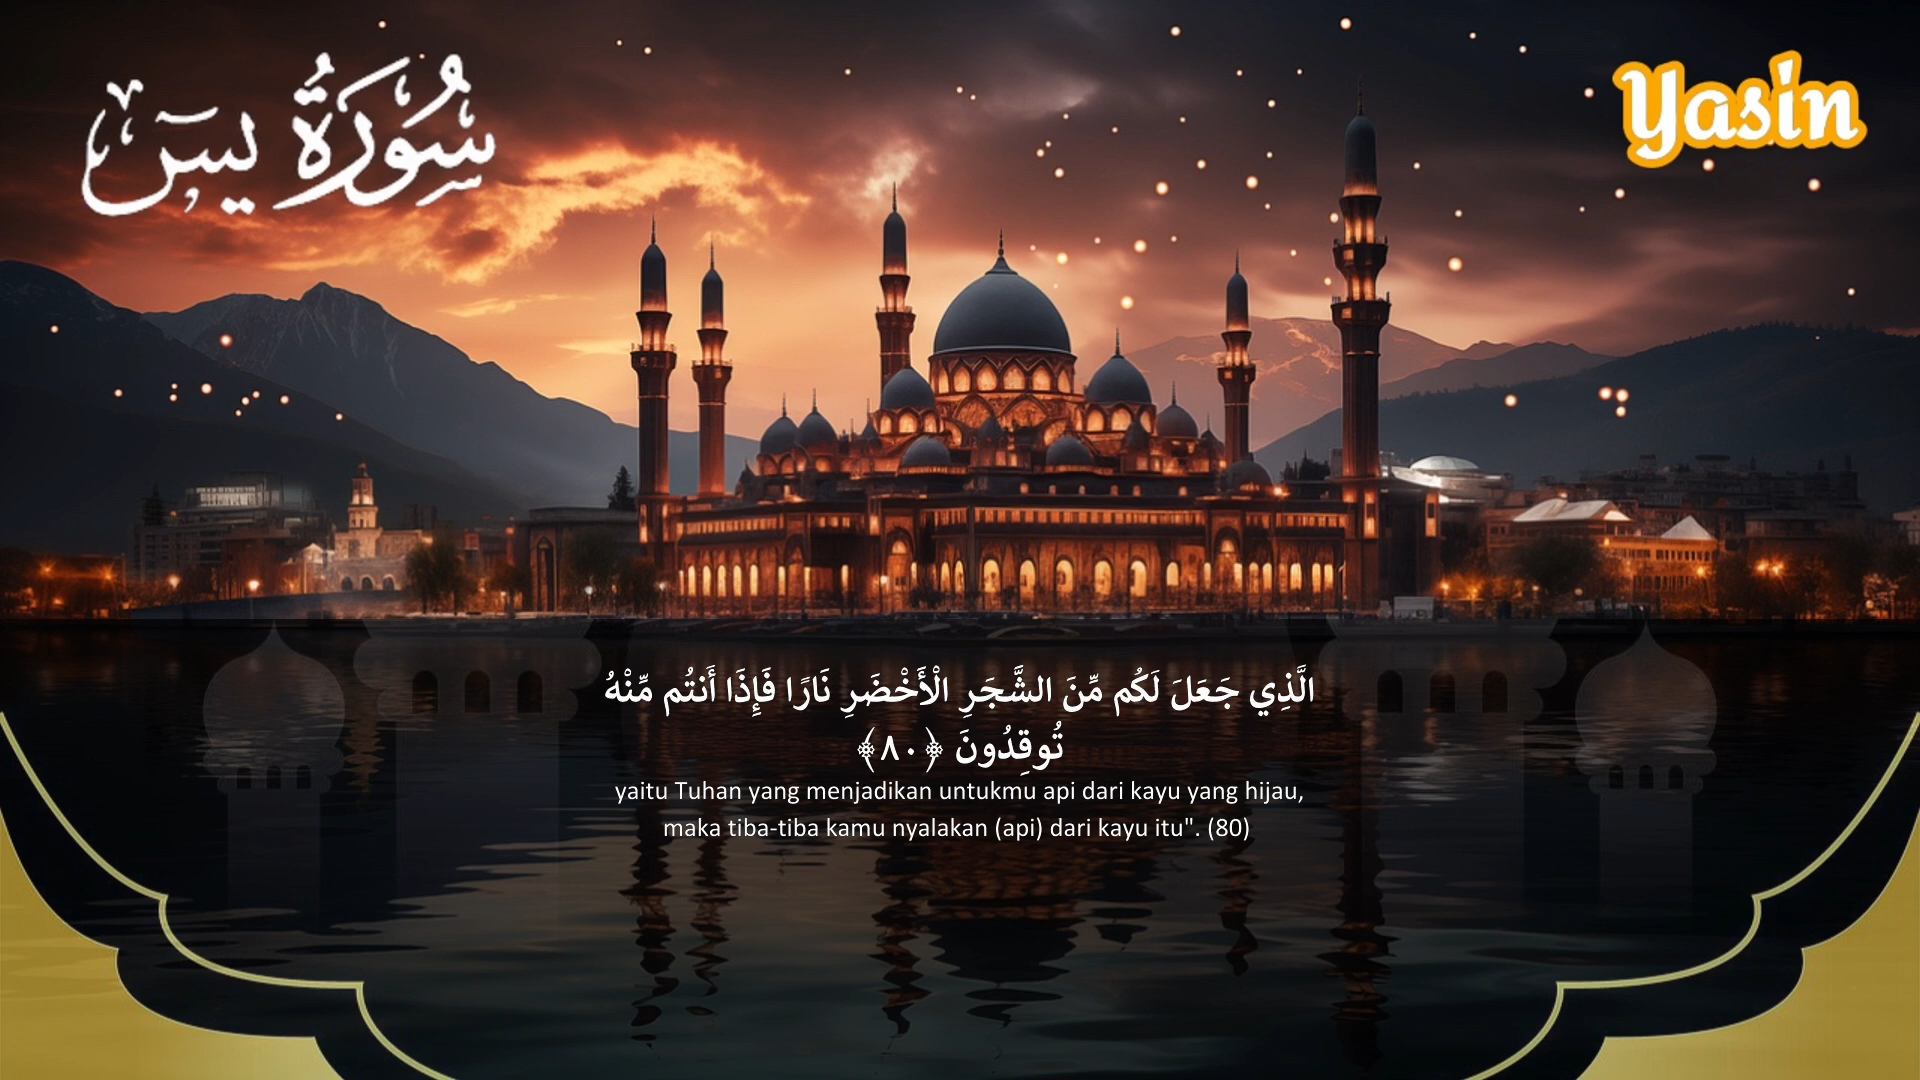 سُورَةُ يسٓ
Yasin
الَّذِي جَعَلَ لَكُم مِّنَ الشَّجَرِ الْأَخْضَرِ نَارًا فَإِذَا أَنتُم مِّنْهُ
تُوقِدُونَ ﴿٨٠﴾
yaitu Tuhan yang menjadikan untukmu api dari kayu yang hijau,
maka tiba-tiba kamu nyalakan (api) dari kayu itu". (80)